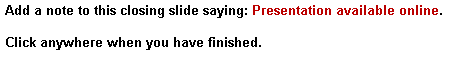 Add a note to this closing slide saying: Presentation available online.
Click anywhere when you have finished.